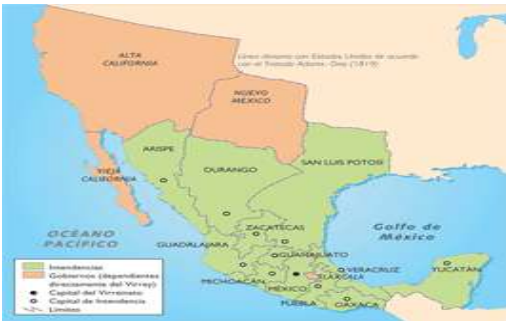 ALTA
CALIFORNIA
Línea divisoria con Estados Unidos de acuerdo
con el Tratado Adams-Onís (1819)
NUEVO
MÉXICO
ARISPE
VIEJA
CALIFORNIA
DURANGO
SAN LUIS POTOSÍ
OCÉANO
PACÍFICO
ZACATECAS
Golfo de
México
GUADALAJARA
GUANAJUATO
MICHOACÁN
MÉXICO
TLAXCALA
VERACRUZ
YUCATÁN
PUEBLA
OAXACA
Intendencias
Gobiernos (dependientes
directamente del Virrey)
Capital del Virreinato
Capital de Intendencia
Límites